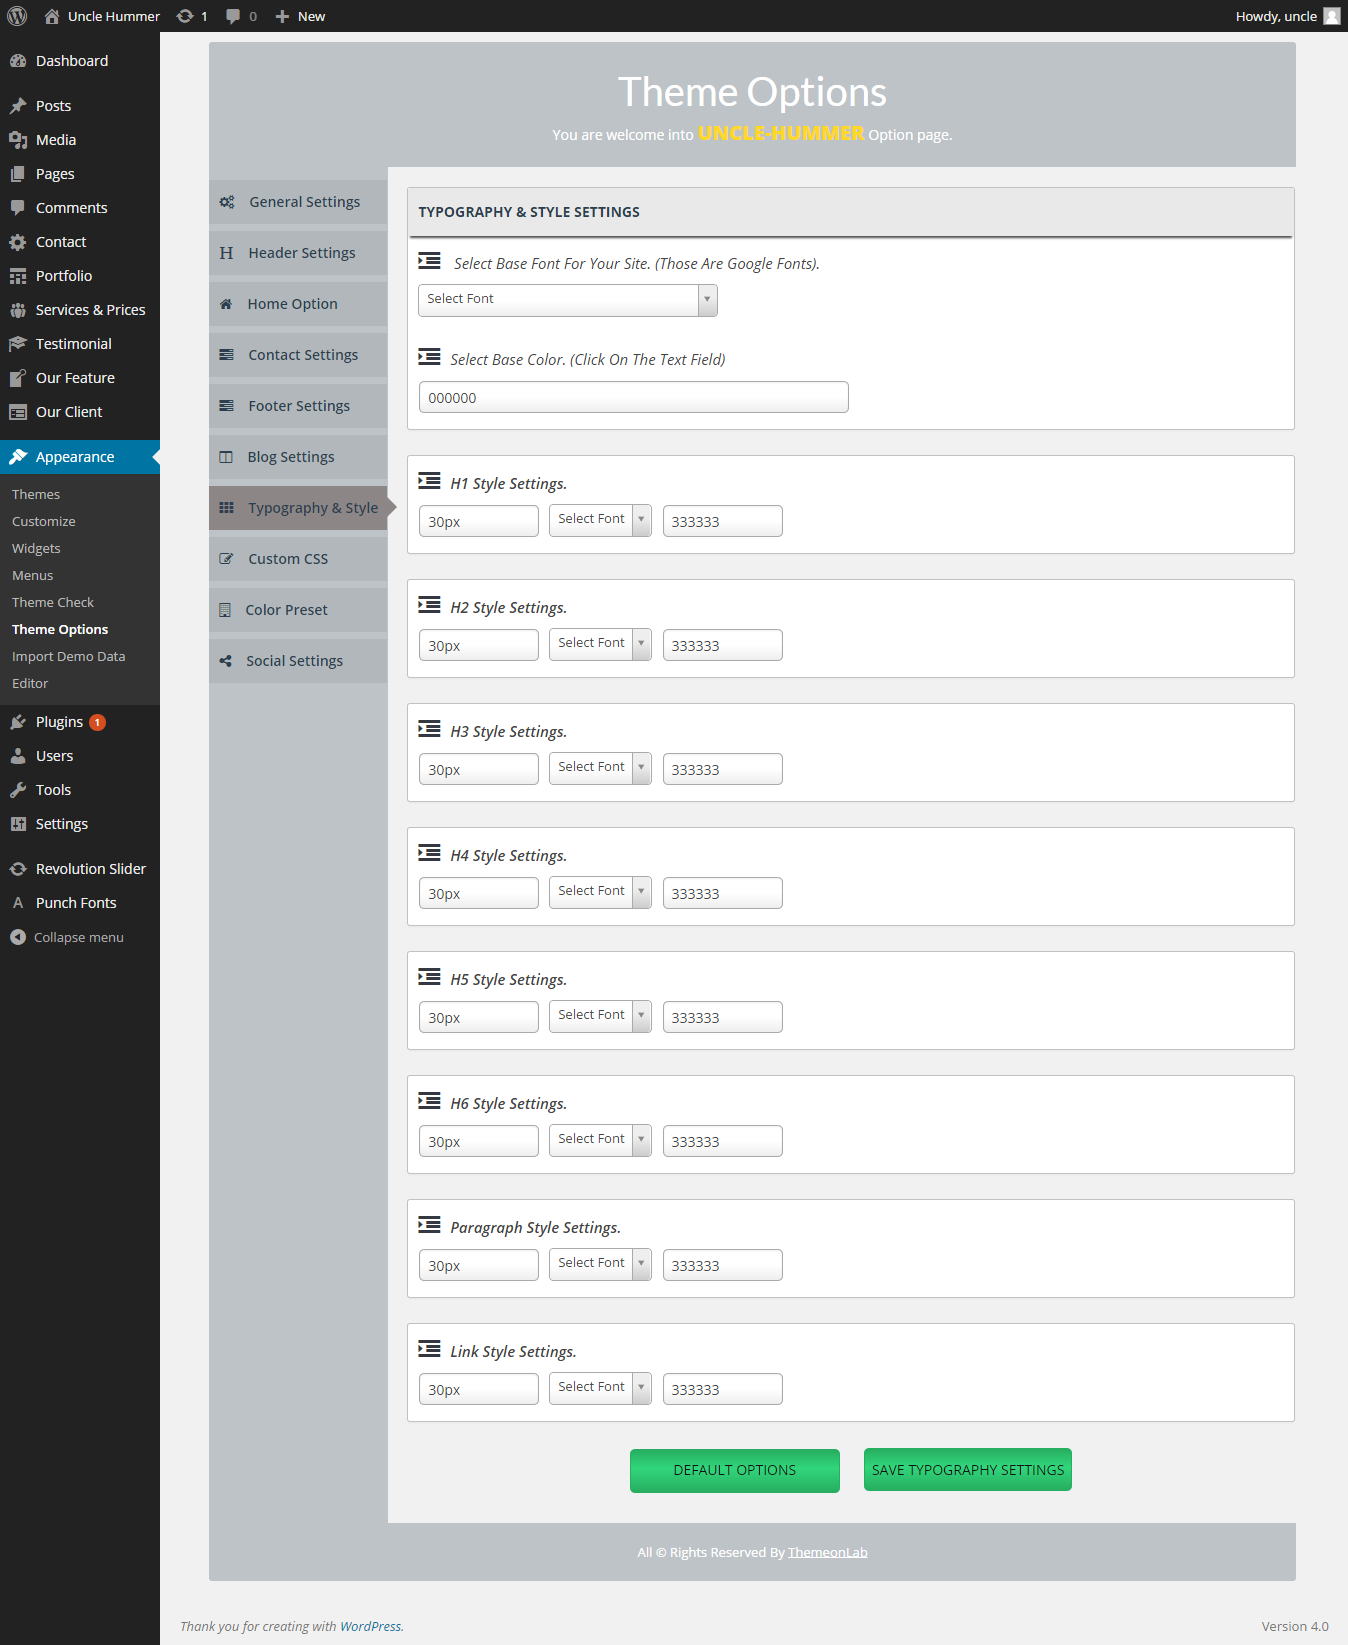 Uncle Hummer 1 0 New Howdy, uncle
Dashboard
Posts
Media
Pages
Comments
Contact
Portfolio
Services & Prices
Testimonial
Our Feature
Our Client
Appearance
Themes
Customize
Widgets
Menus
Theme Check
Theme Options
Import Demo Data
Editor
Plugins 1
Users
Tools
Settings
Revolution Slider
A Punch Fonts
Collapse menu
Theme Options
You are welcome into UNCLE-HUMMER Option page.
General Settings
H Header Settings
Home Option
Contact Settings
Footer Settings
Blog Settings
Typography & Style
Custom CSS
Color Preset
Social Settings
TYPOGRAPHY & STYLE SETTINGS
Select Base Font For Your Site. (Those Are Google Fonts).
Select Font
Select Base Color. (Click On The Text Field)
000000
H1 Style Settings.
30px Select Font 333333
H2 Style Settings.
30px Select Font 333333
H3 Style Settings.
30px Select Font 333333
H4 Style Settings.
30px Select Font 333333
H5 Style Settings.
30px Select Font 333333
H6 Style Settings.
30px Select Font 333333
Paragraph Style Settings.
30px Select Font 333333
Link Style Settings.
30px Select Font 333333
DEFAULT OPTIONS SAVE TYPOGRAPHY SETTINGS
All © Rights Reserved By ThemeonLab
Thank you for creating with WordPress. Version 4.0